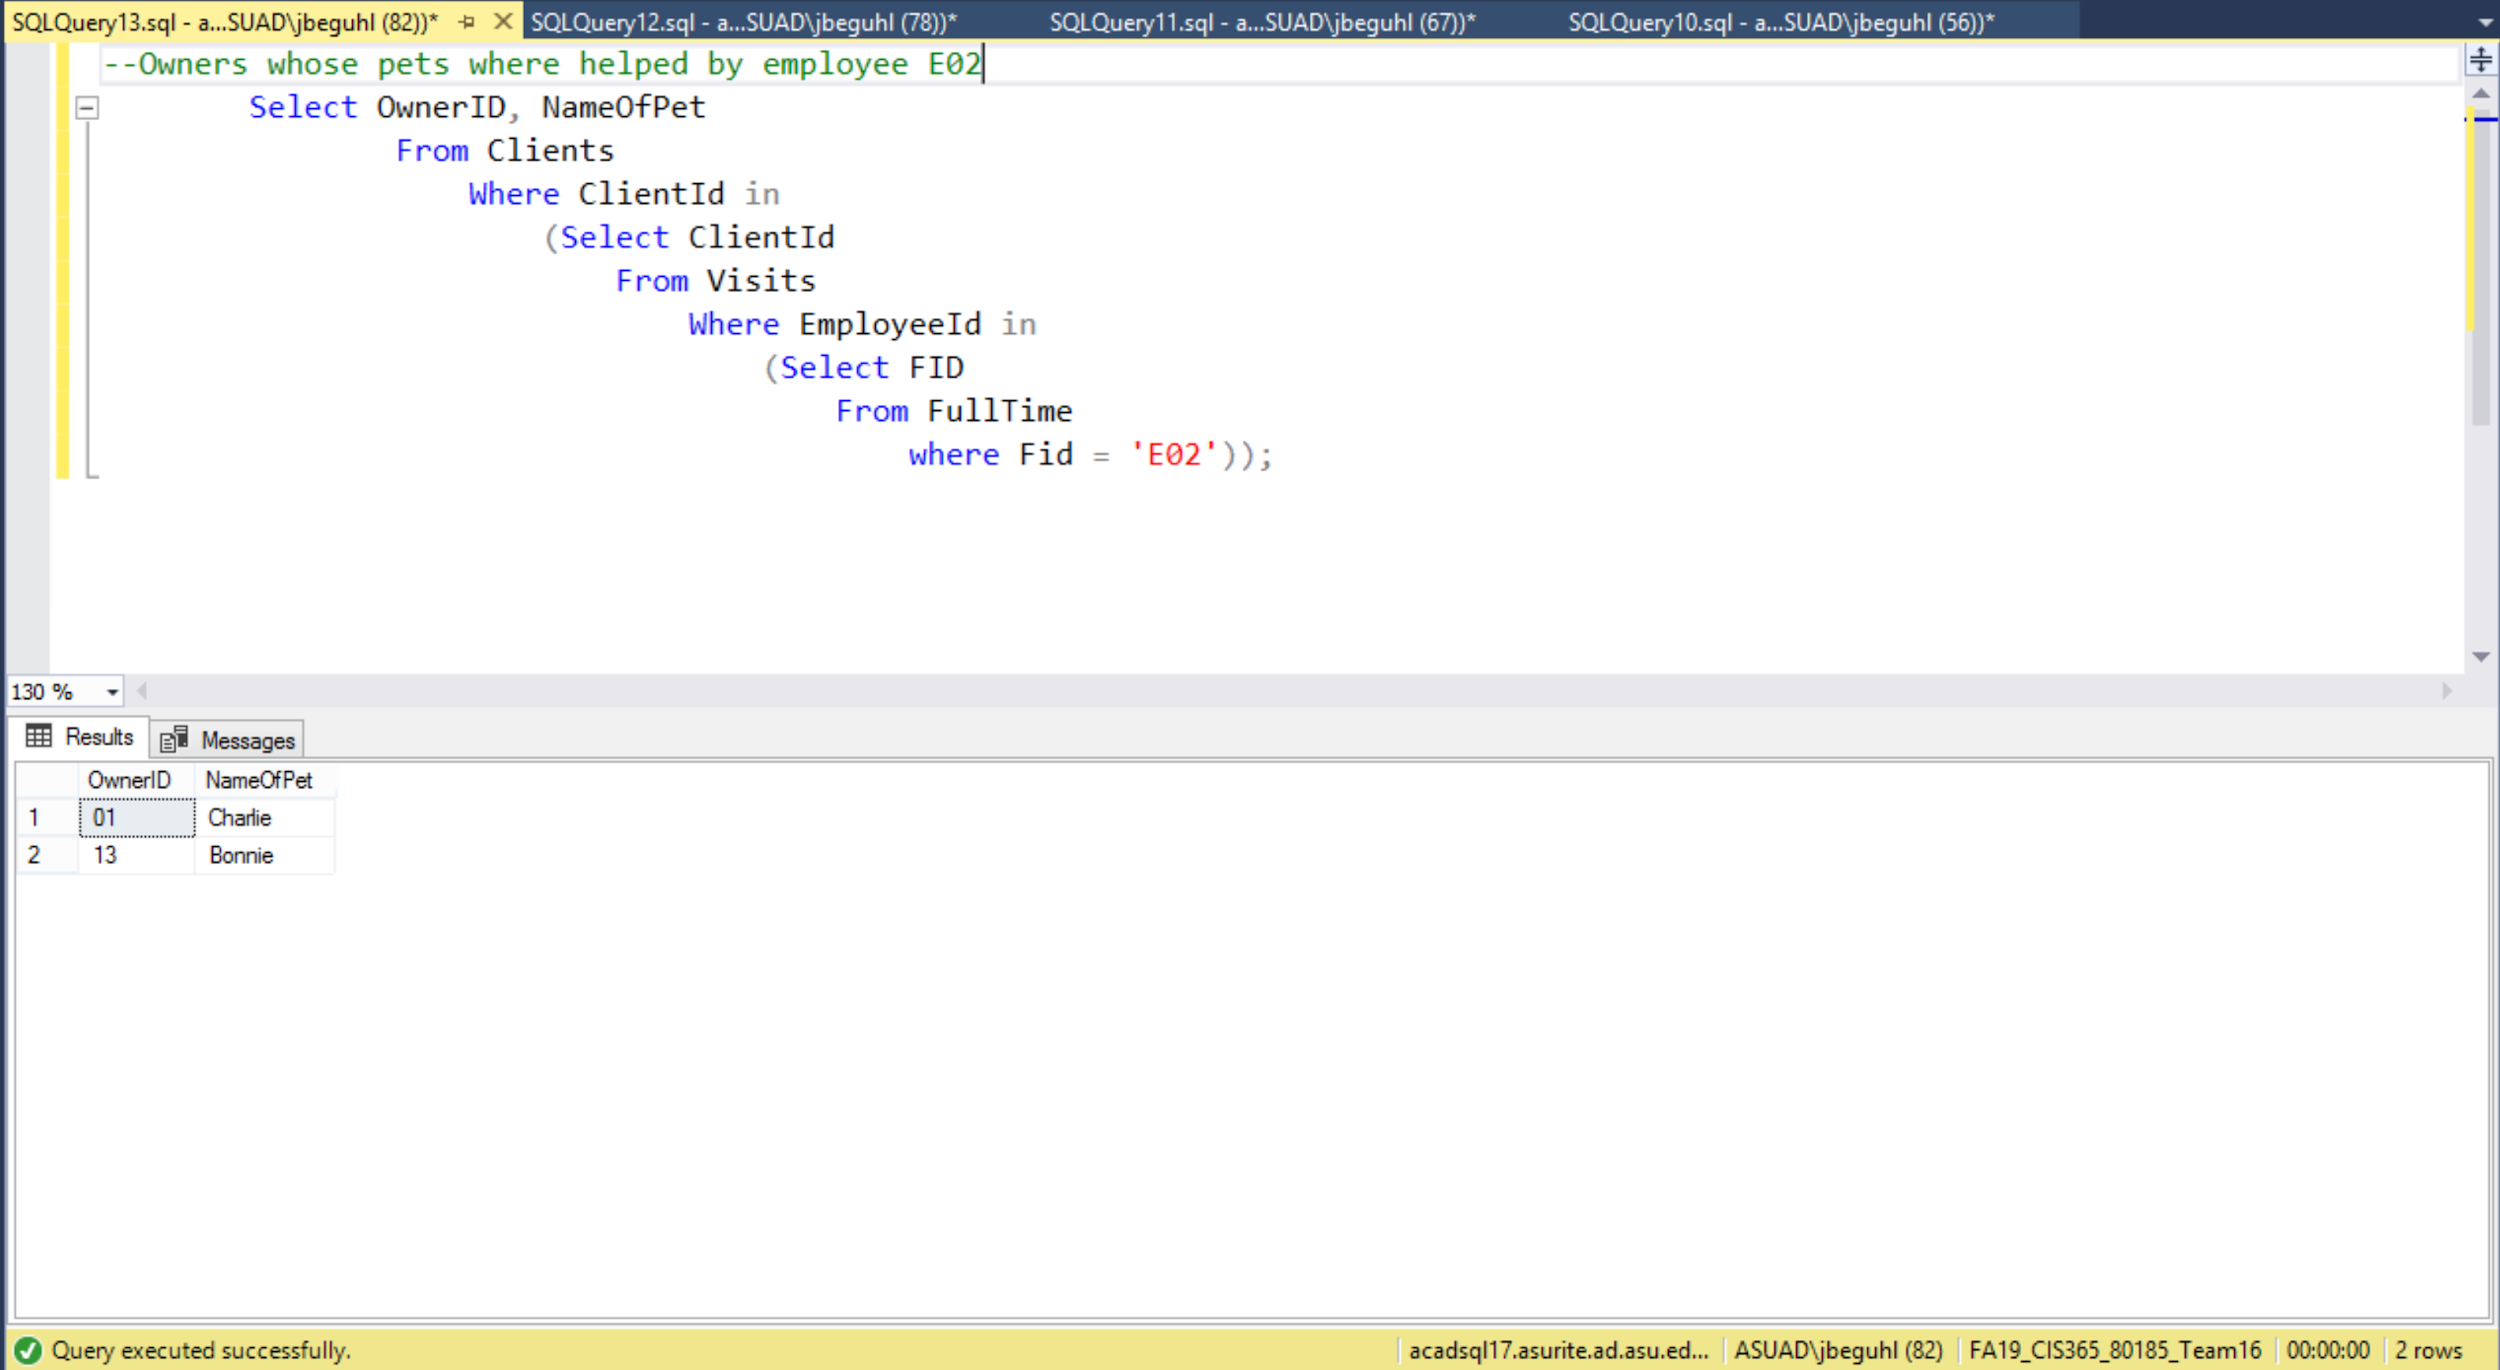 SQLQuery13.sql - a...SUAD\jbeguhl (82))* SQLQuery12.sql - a...SUAD\jbeguhl (78))* SQLQuery11.sql - a...SUAD\jbeguhl (67))* SQLQuery10.sql - a...SUAD\jbeguhl (56))*
--Owners whose pets where helped by employee E02
Select OwnerID, NameOfPet
From Clients
Where ClientId in
(Select ClientId
From Visits
Where EmployeeId in
(Select FID
From FullTime
where Fid = 'E02'));
130 %
Results Messages
OwnerID NameOfPet
1 01 Charlie
2 13 Bonnie
Query executed successfully. acadsql17.asurite.ad.asu.ed... ASUAD\jbeguhl (82) FA19_CIS365_80185_Team16 00:00:00 2 rows